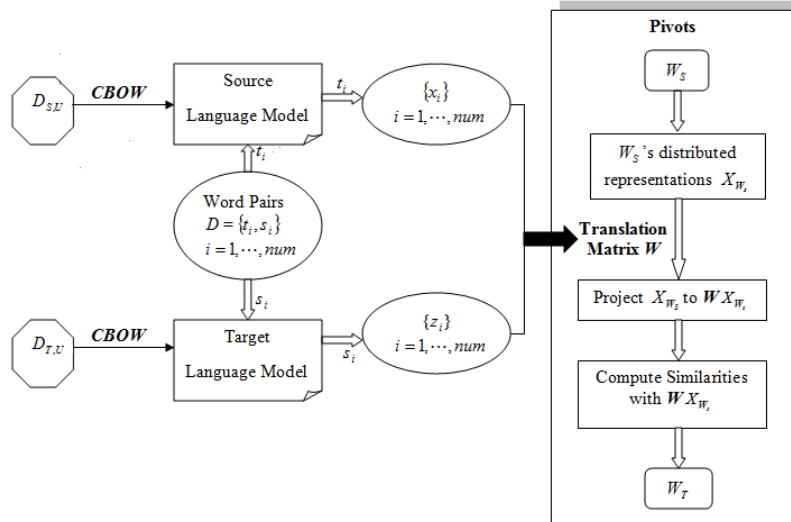 D_{S,U}
CBOW
Source
Language Model
t_i
{x_i}
i = 1,⋯,num
t_i
Word Pairs
D = {t_i, s_i}
i = 1,⋯,num
s_i
D_{T,U}
CBOW
Target
Language Model
s_i
{z_i}
i = 1,⋯,num
Translation
Matrix W
Pivots
W_S
W_S's distributed
representations X_{W_s}
Project X_{W_S} to WX_{W_s}
Compute Similarities
with WX_{W_s}
W_T